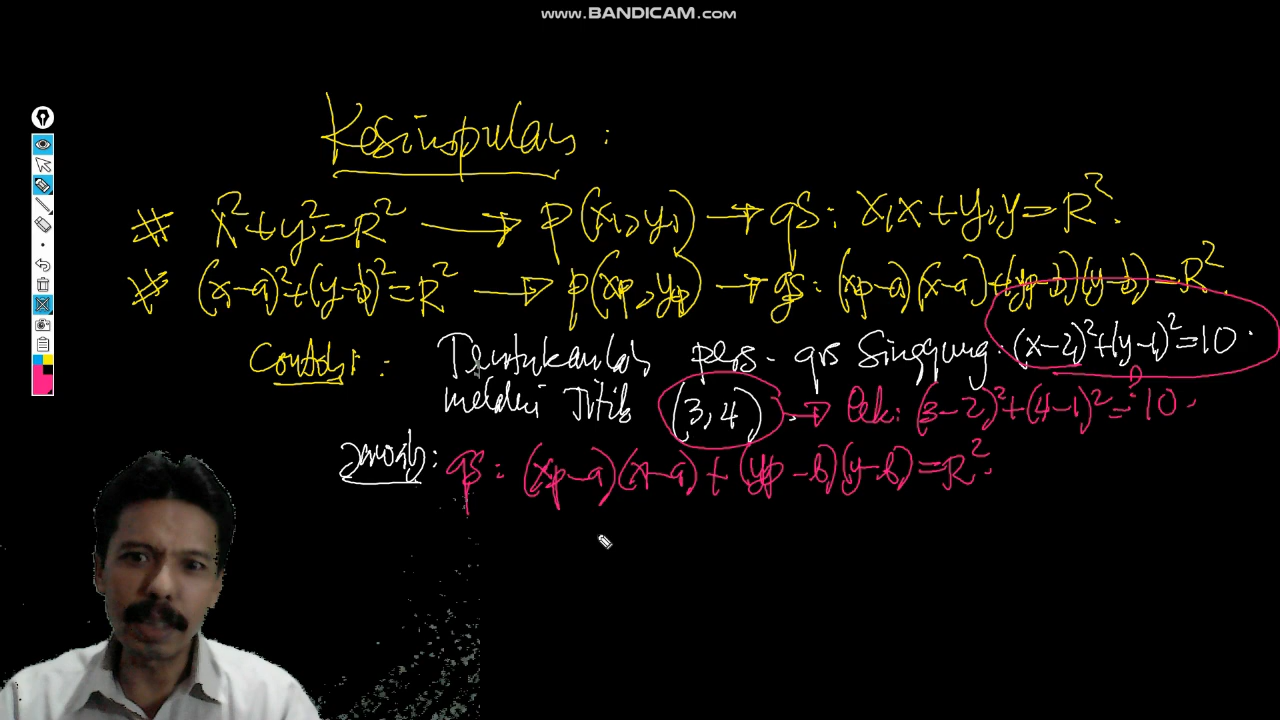 www.BANDICAM.com
Kesimpulan :
# x²+y²=R² → p(x₁,y₁) → gs: x₁x+y₁y=R².
# (x-a)²+(y-b)²=R² → p(xp,yp) → gs: (xp-a)(x-a)+(yp-b)(y-b)=R².
Contoh : Tentukanlah pers. grs Singgung. (x-2)²+(y-1)²=10.
melalui Titik (3,4). → Cek: (3-2)²+(4-1)²=?10.
Jawab: gs: (xp-a)(x-a)+(yp-b)(y-b)=R².